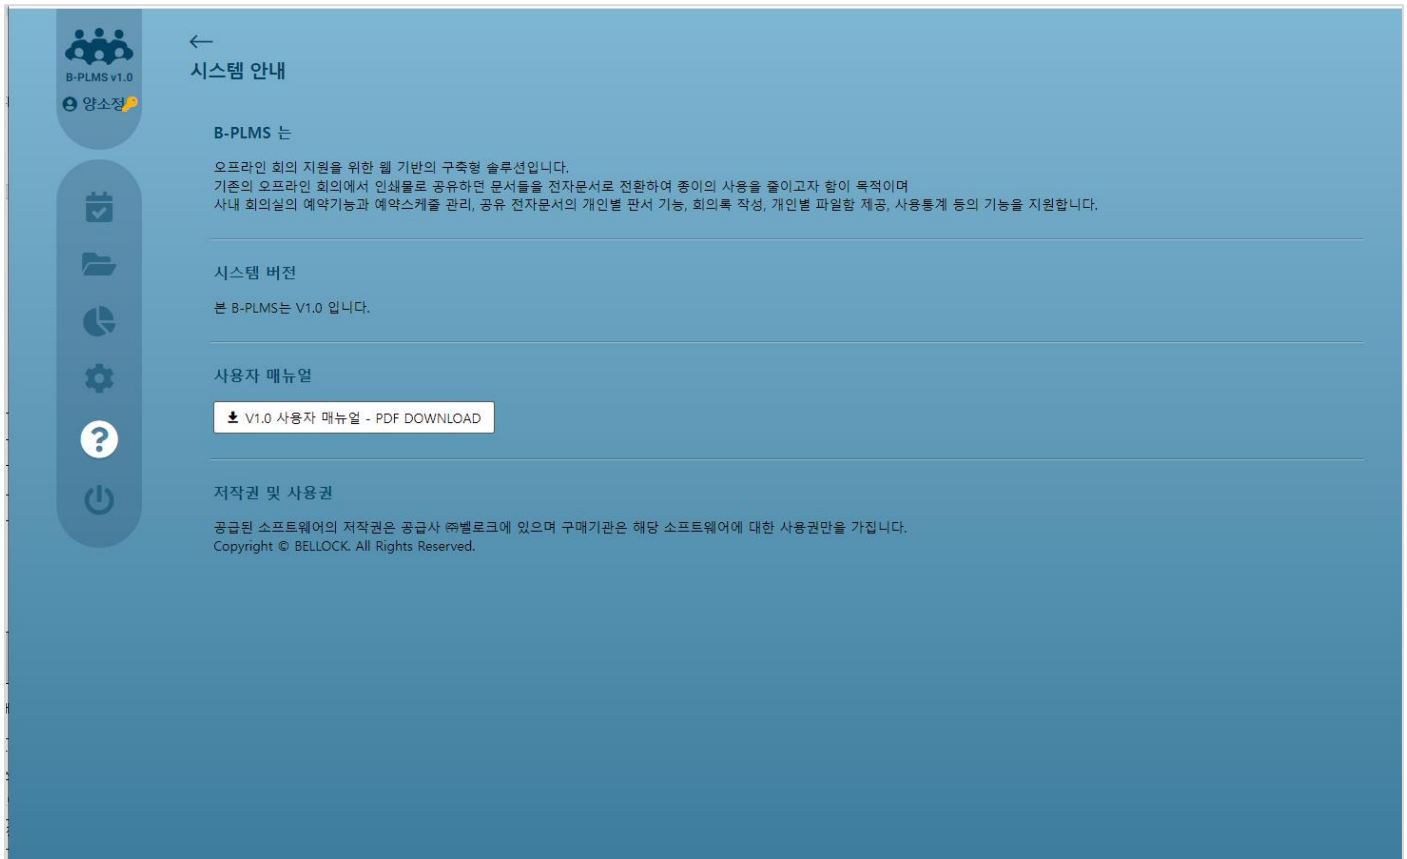 B-PLMS v1.0
양소정
시스템 안내
B-PLMS 는
오프라인 회의 지원을 위한 웹 기반의 구축형 솔루션입니다.
기존의 오프라인 회의에서 인쇄물로 공유하던 문서들을 전자문서로 전환하여 종이의 사용을 줄이고자 함이 목적이며
사내 회의실의 예약기능과 예약스케줄 관리, 공유 전자문서의 개인별 판서 기능, 회의록 작성, 개인별 파일함 제공, 사용통계 등의 기능을 지원합니다.
시스템 버전
본 B-PLMS는 V1.0 입니다.
사용자 매뉴얼
V1.0 사용자 매뉴얼 - PDF DOWNLOAD
저작권 및 사용권
공급된 소프트웨어의 저작권은 공급사 ㈜벨로크에 있으며 구매기관은 해당 소프트웨어에 대한 사용권만을 가집니다.
Copyright © BELLOCK. All Rights Reserved.